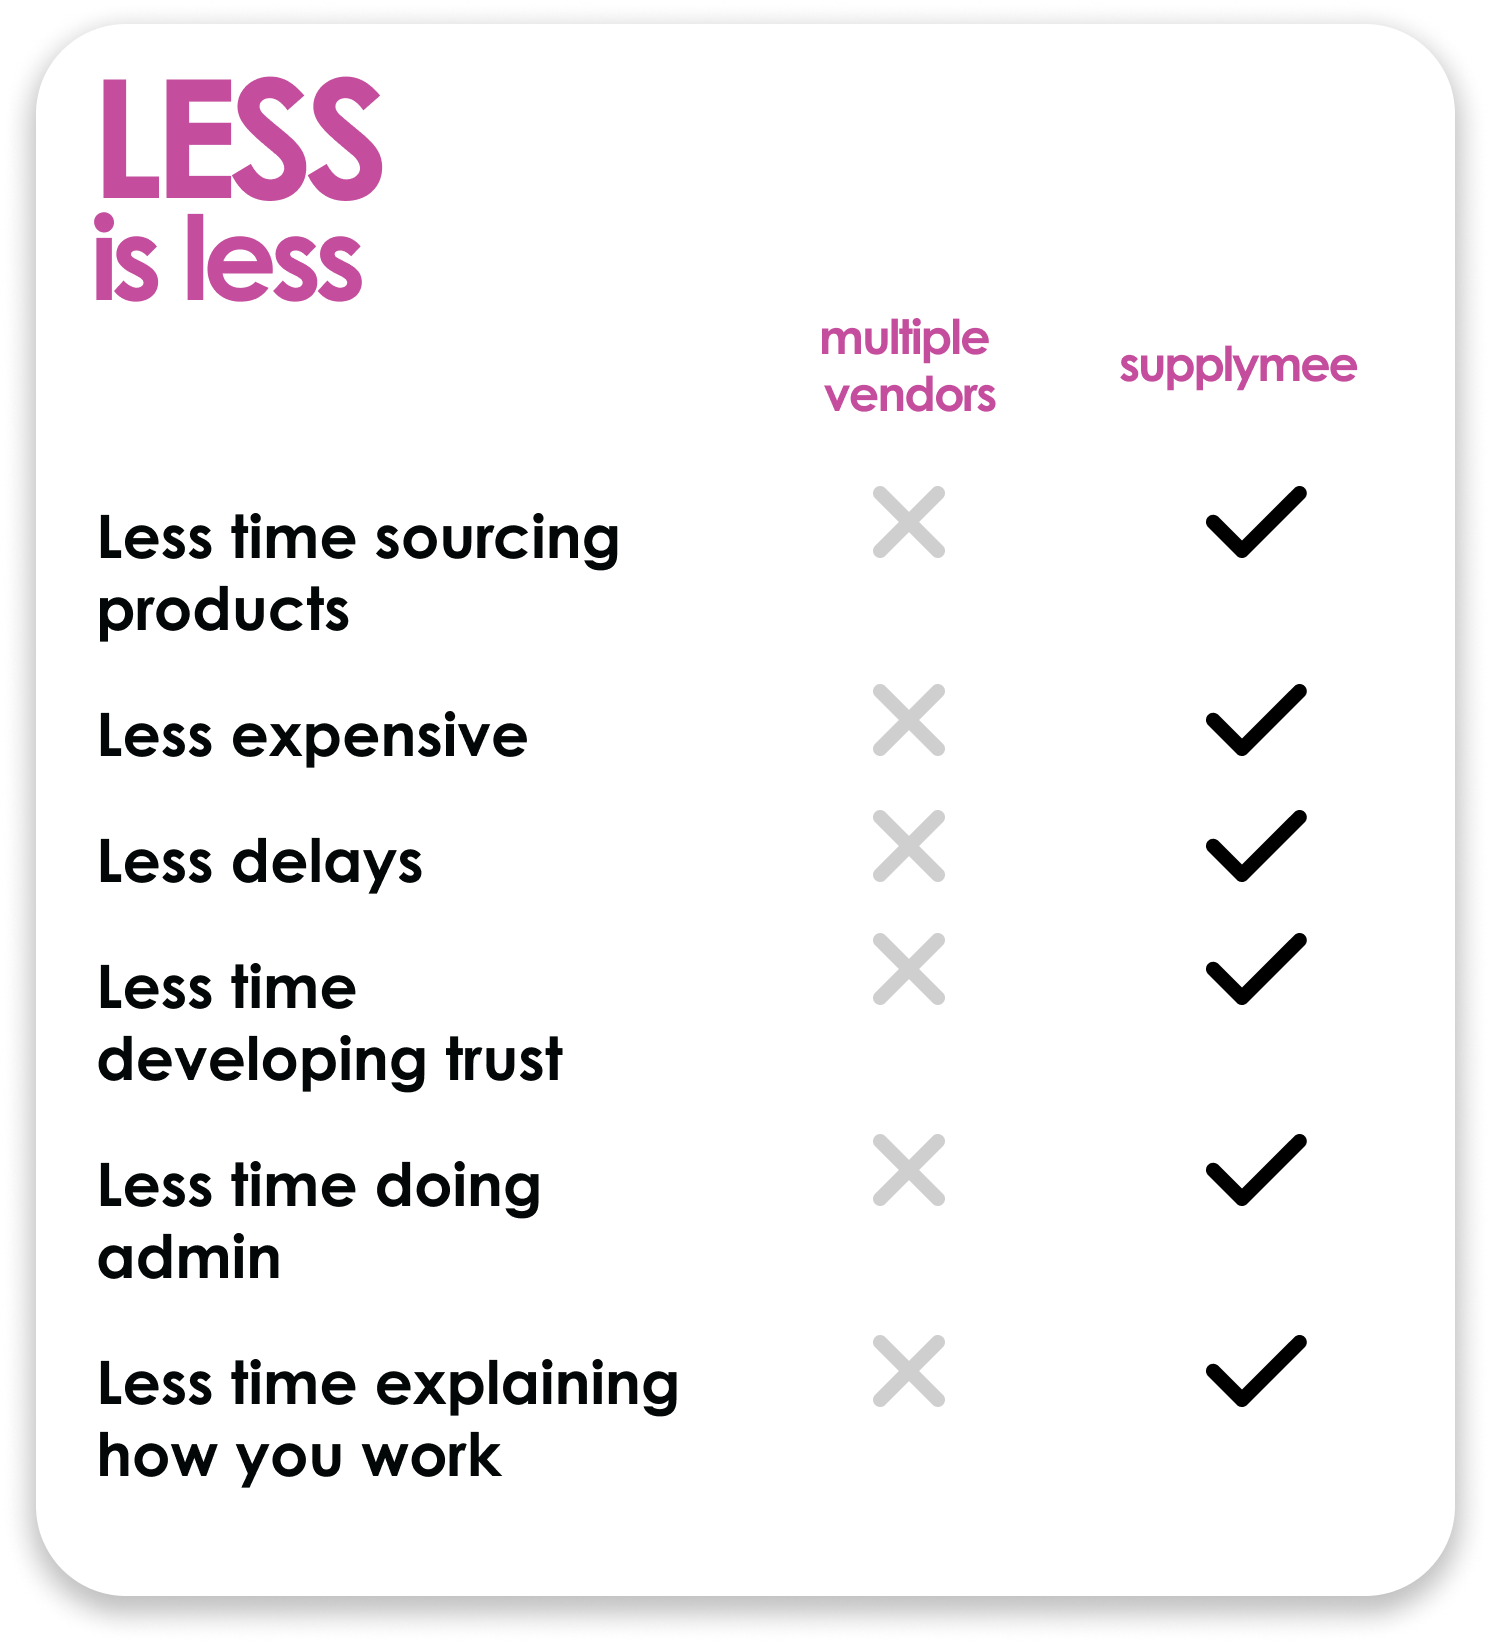 LESS
is less
multiple
vendors
supplymee
Less time sourcing
products
Less expensive
Less delays
Less time
developing trust
Less time doing
admin
Less time explaining
how you work